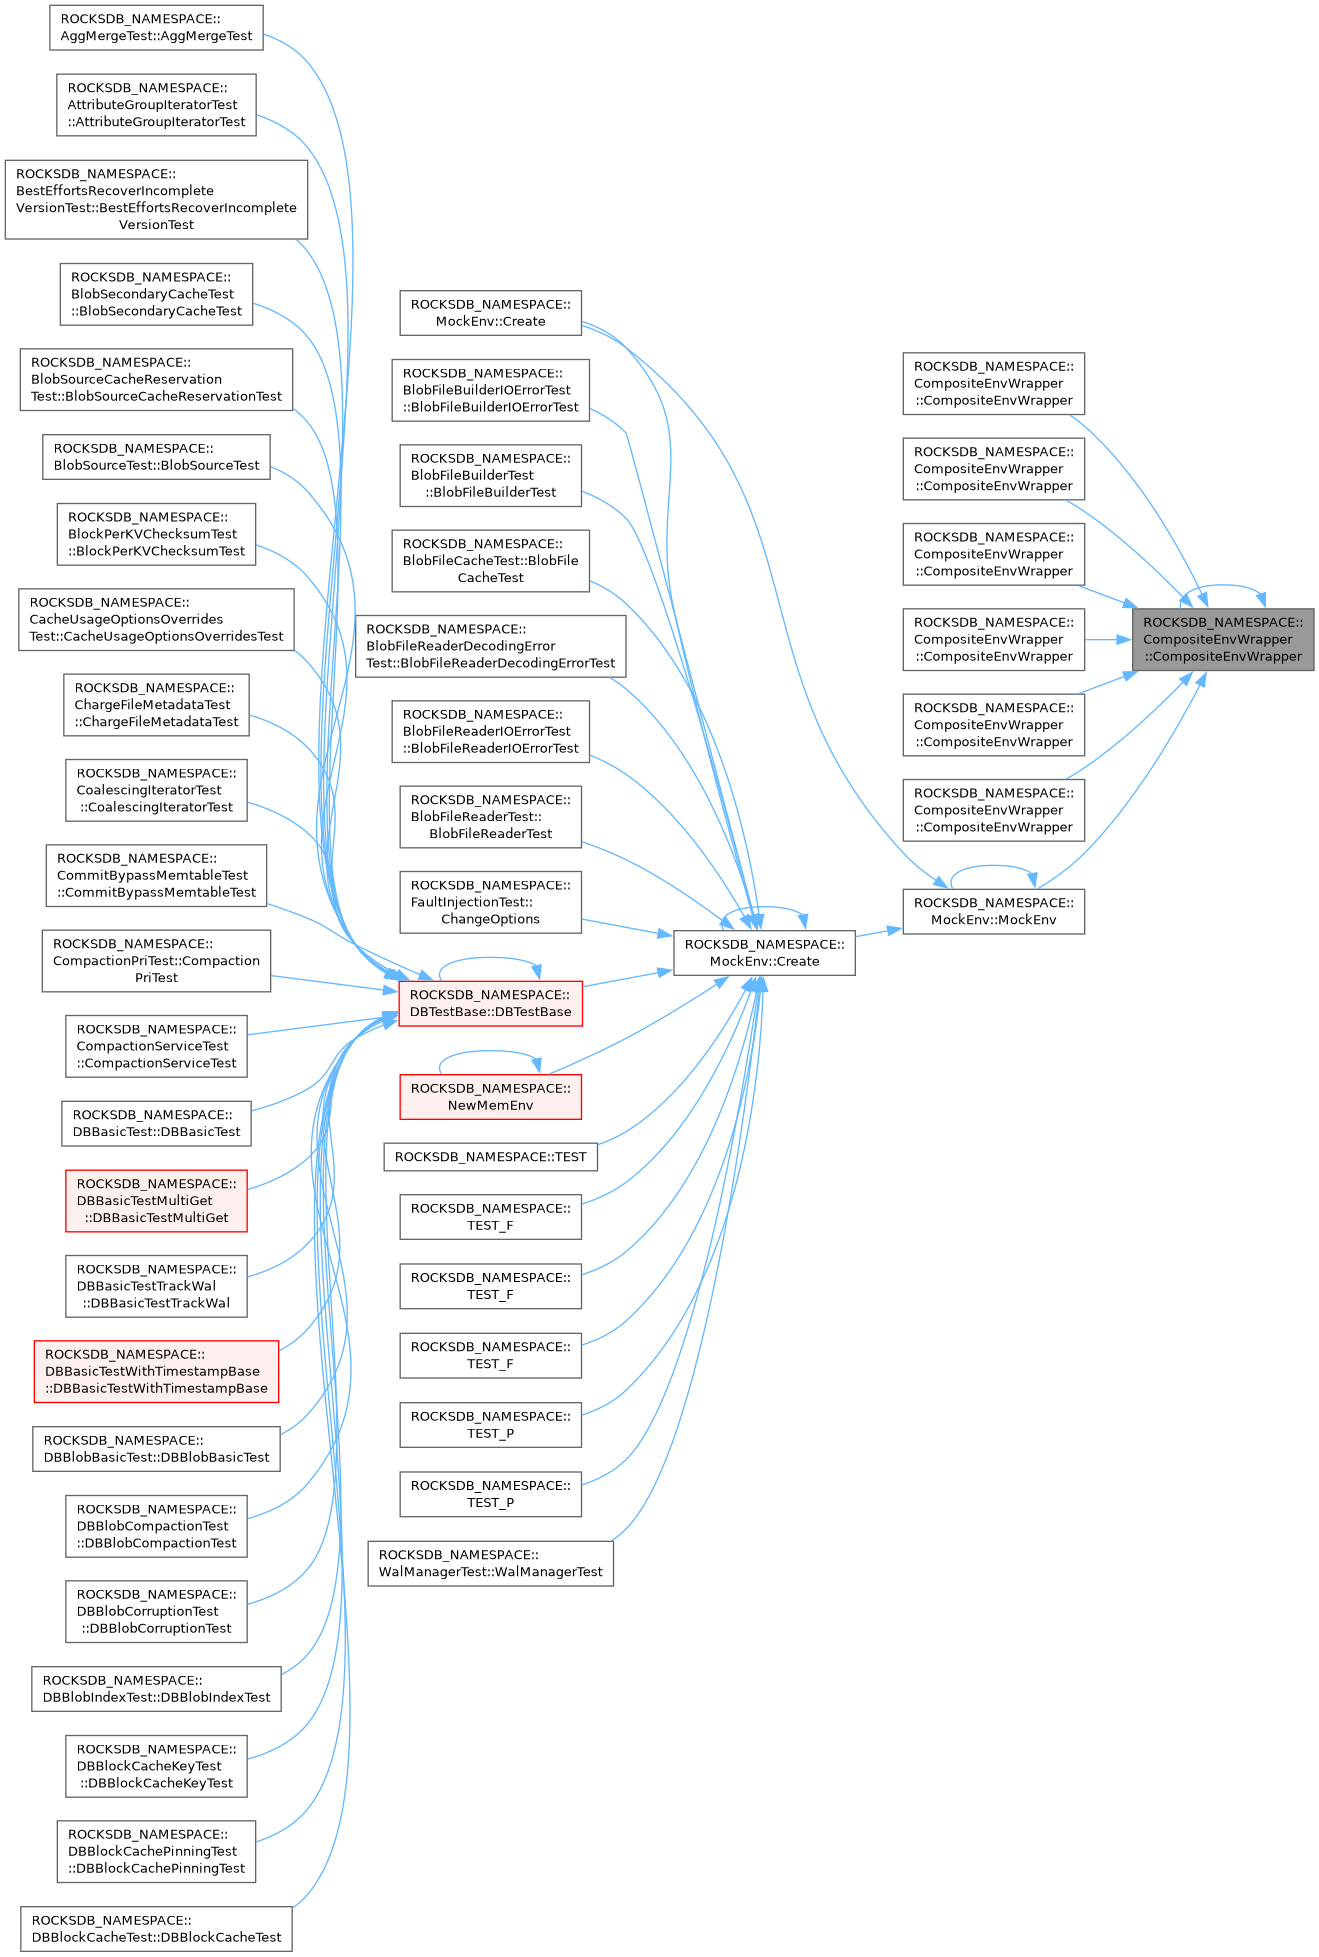 ROCKSDB_NAMESPACE::
AggMergeTest::AggMergeTest
ROCKSDB_NAMESPACE::
AttributeGroupIteratorTest
::AttributeGroupIteratorTest
ROCKSDB_NAMESPACE::
BestEffortsRecoverIncomplete
VersionTest::BestEffortsRecoverIncomplete
VersionTest
ROCKSDB_NAMESPACE::
BlobSecondaryCacheTest
::BlobSecondaryCacheTest
ROCKSDB_NAMESPACE::
BlobSourceCacheReservation
Test::BlobSourceCacheReservationTest
ROCKSDB_NAMESPACE::
BlobSourceTest::BlobSourceTest
ROCKSDB_NAMESPACE::
BlockPerKVChecksumTest
::BlockPerKVChecksumTest
ROCKSDB_NAMESPACE::
CacheUsageOptionsOverrides
Test::CacheUsageOptionsOverridesTest
ROCKSDB_NAMESPACE::
ChargeFileMetadataTest
::ChargeFileMetadataTest
ROCKSDB_NAMESPACE::
CoalescingIteratorTest
::CoalescingIteratorTest
ROCKSDB_NAMESPACE::
CommitBypassMemtableTest
::CommitBypassMemtableTest
ROCKSDB_NAMESPACE::
CompactionPriTest::Compaction
PriTest
ROCKSDB_NAMESPACE::
CompactionServiceTest
::CompactionServiceTest
ROCKSDB_NAMESPACE::
DBBasicTest::DBBasicTest
ROCKSDB_NAMESPACE::
DBBasicTestMultiGet
::DBBasicTestMultiGet
ROCKSDB_NAMESPACE::
DBBasicTestTrackWal
::DBBasicTestTrackWal
ROCKSDB_NAMESPACE::
DBBasicTestWithTimestampBase
::DBBasicTestWithTimestampBase
ROCKSDB_NAMESPACE::
DBBlobBasicTest::DBBlobBasicTest
ROCKSDB_NAMESPACE::
DBBlobCompactionTest
::DBBlobCompactionTest
ROCKSDB_NAMESPACE::
DBBlobCorruptionTest
::DBBlobCorruptionTest
ROCKSDB_NAMESPACE::
DBBlobIndexTest::DBBlobIndexTest
ROCKSDB_NAMESPACE::
DBBlockCacheKeyTest
::DBBlockCacheKeyTest
ROCKSDB_NAMESPACE::
DBBlockCachePinningTest
::DBBlockCachePinningTest
ROCKSDB_NAMESPACE::
DBBlockCacheTest::DBBlockCacheTest
ROCKSDB_NAMESPACE::
MockEnv::Create
ROCKSDB_NAMESPACE::
BlobFileBuilderIOErrorTest
::BlobFileBuilderIOErrorTest
ROCKSDB_NAMESPACE::
BlobFileBuilderTest
::BlobFileBuilderTest
ROCKSDB_NAMESPACE::
BlobFileCacheTest::BlobFile
CacheTest
ROCKSDB_NAMESPACE::
BlobFileReaderDecodingError
Test::BlobFileReaderDecodingErrorTest
ROCKSDB_NAMESPACE::
BlobFileReaderIOErrorTest
::BlobFileReaderIOErrorTest
ROCKSDB_NAMESPACE::
BlobFileReaderTest::
BlobFileReaderTest
ROCKSDB_NAMESPACE::
FaultInjectionTest::
ChangeOptions
ROCKSDB_NAMESPACE::
DBTestBase::DBTestBase
ROCKSDB_NAMESPACE::
NewMemEnv
ROCKSDB_NAMESPACE::TEST
ROCKSDB_NAMESPACE::
TEST_F
ROCKSDB_NAMESPACE::
TEST_F
ROCKSDB_NAMESPACE::
TEST_F
ROCKSDB_NAMESPACE::
TEST_P
ROCKSDB_NAMESPACE::
TEST_P
ROCKSDB_NAMESPACE::
WalManagerTest::WalManagerTest
ROCKSDB_NAMESPACE::
MockEnv::Create
ROCKSDB_NAMESPACE::
CompositeEnvWrapper
::CompositeEnvWrapper
ROCKSDB_NAMESPACE::
CompositeEnvWrapper
::CompositeEnvWrapper
ROCKSDB_NAMESPACE::
CompositeEnvWrapper
::CompositeEnvWrapper
ROCKSDB_NAMESPACE::
CompositeEnvWrapper
::CompositeEnvWrapper
ROCKSDB_NAMESPACE::
CompositeEnvWrapper
::CompositeEnvWrapper
ROCKSDB_NAMESPACE::
CompositeEnvWrapper
::CompositeEnvWrapper
ROCKSDB_NAMESPACE::
MockEnv::MockEnv
ROCKSDB_NAMESPACE::
CompositeEnvWrapper
::CompositeEnvWrapper